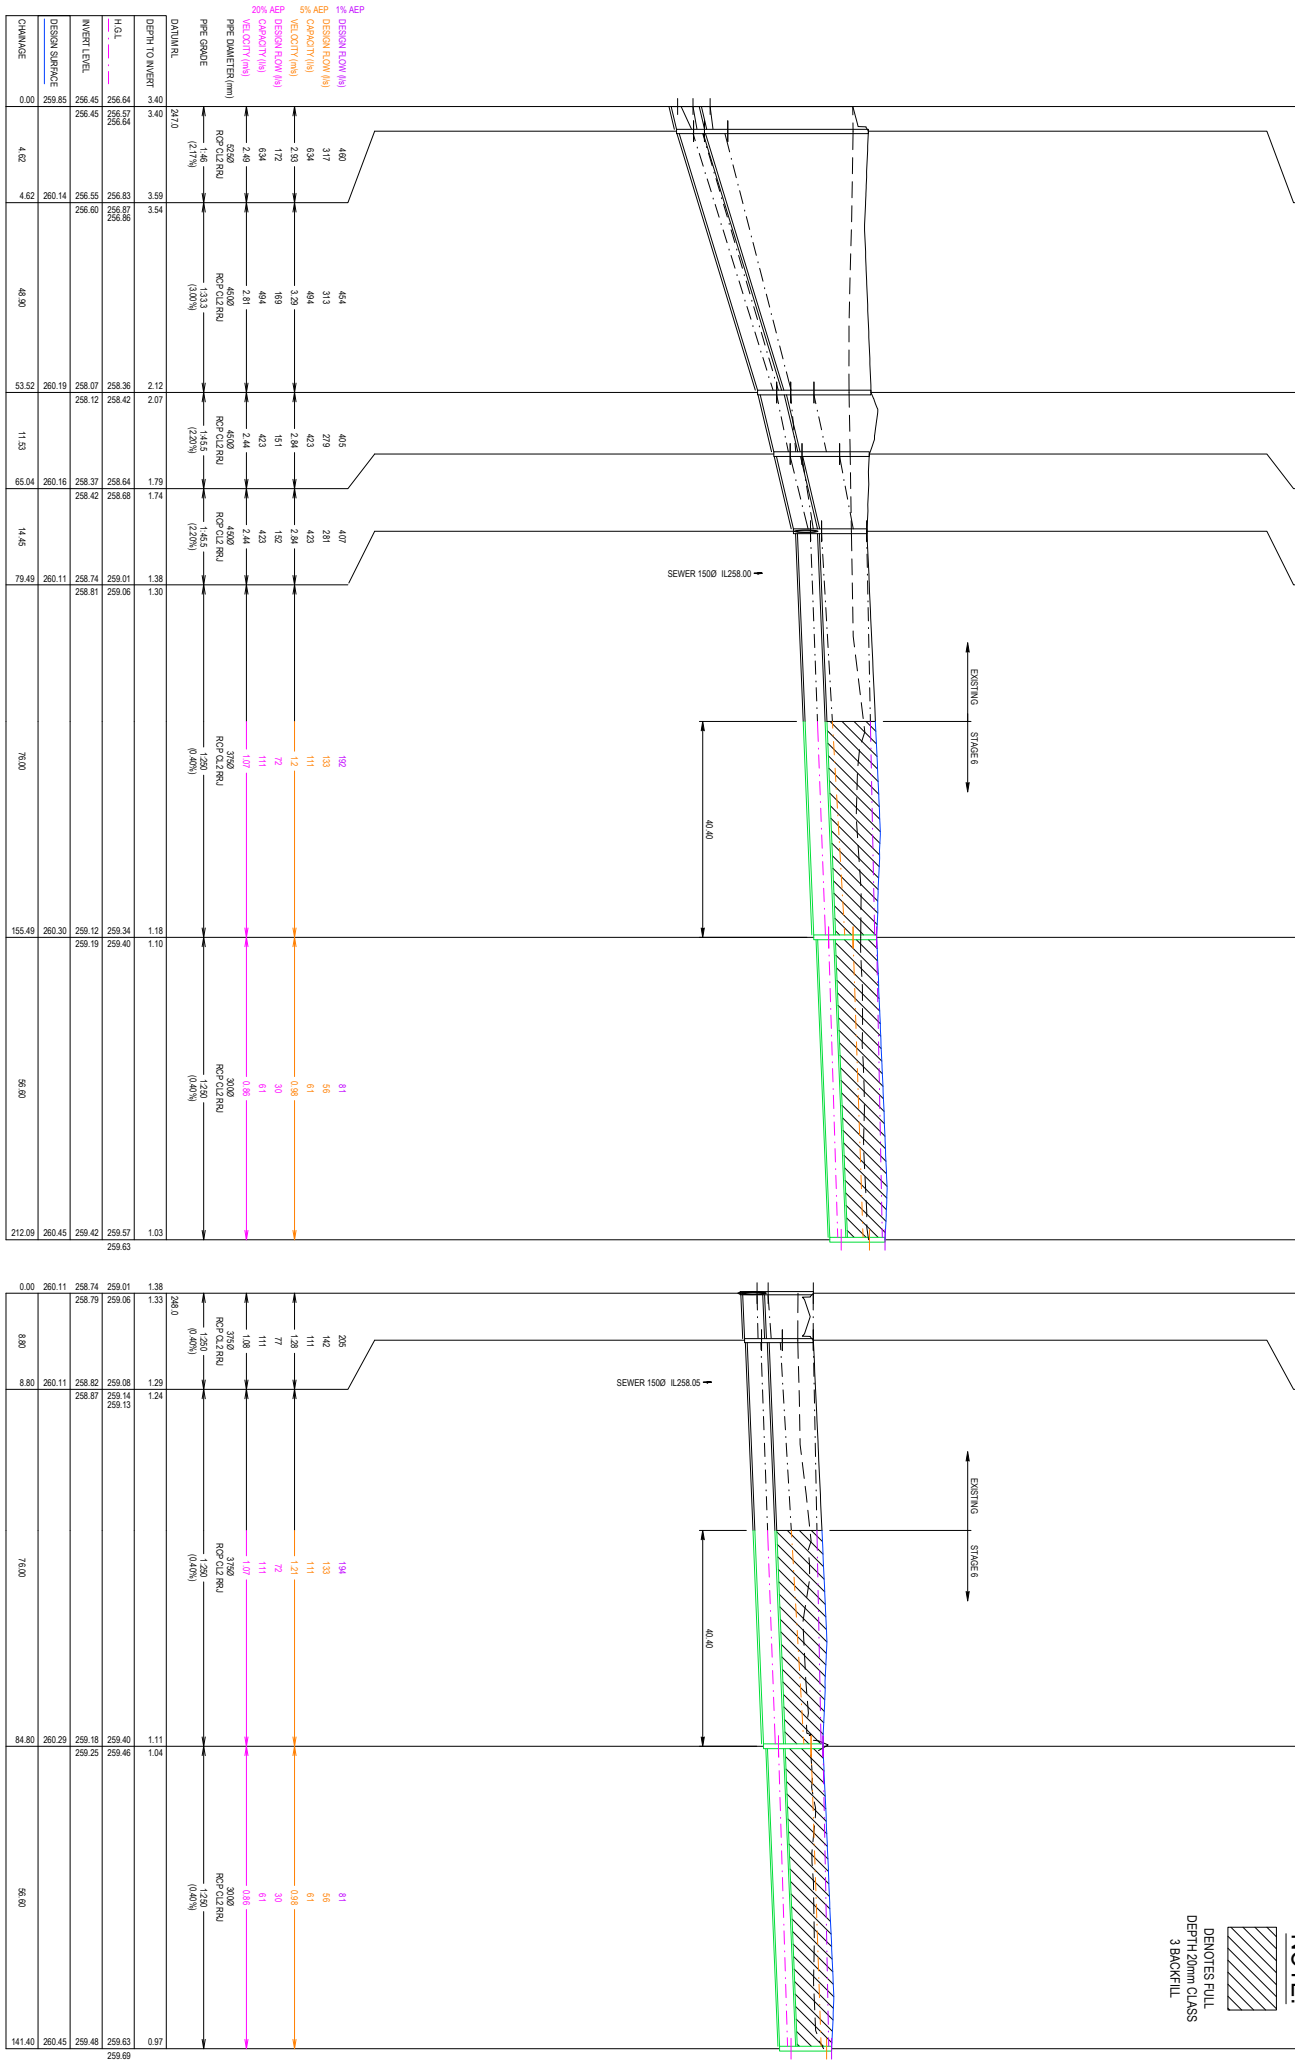 1% AEP DESIGN FLOW (l/s) 460 454 405 407 192 81
5% AEP DESIGN FLOW (l/s) 317 313 279 281 133 56
CAPACITY (l/s) 634 494 423 423 111 61
VELOCITY (m/s) 2.93 3.29 2.84 2.84 1.2 0.98
20% AEP DESIGN FLOW (l/s) 172 169 151 152 72 30
CAPACITY (l/s) 634 494 423 423 111 61
VELOCITY (m/s) 2.49 2.81 2.44 2.44 1.07 0.86
PIPE DIAMETER (mm) 525Ø 450Ø 450Ø 450Ø 375Ø 300Ø
RCP CL2 RRJ RCP CL2 RRJ RCP CL2 RRJ RCP CL2 RRJ RCP CL2 RRJ RCP CL2 RRJ
PIPE GRADE 1:46 1:33.3 1:45.5 1:45.5 1:250 1:250
(2.17%) (3.00%) (2.20%) (2.20%) (0.40%) (0.40%)
DATUM RL 247.0
DEPTH TO INVERT 3.40 3.40 3.59 3.54 2.12 2.07 1.79 1.74 1.38 1.30 1.18 1.10 1.03
H.G.L 256.64 256.57 256.64 256.83 256.87 256.86 258.36 258.42 258.64 258.68 259.01 259.06 259.34 259.40 259.57 259.63
INVERT LEVEL 256.45 256.45 256.55 256.60 258.07 258.12 258.37 258.42 258.74 258.81 259.12 259.19 259.42
DESIGN SURFACE 259.85 260.14 260.19 260.16 260.11 260.30 260.45
CHAINAGE 0.00 4.62 4.62 48.90 53.52 11.53 65.04 14.45 79.49 76.00 155.49 56.60 212.09
SEWER 150Ø IL258.00
EXISTING STAGE 6
40.40
205 194 81
142 133 56
111 111 61
1.28 1.21 0.98
77 72 30
111 111 61
1.08 1.07 0.86
375Ø 375Ø 300Ø
RCP CL2 RRJ RCP CL2 RRJ RCP CL2 RRJ
1:250 1:250 1:250
(0.40%) (0.40%) (0.40%)
248.0
1.38 1.33 1.29 1.24 1.11 1.04 0.97
259.01 259.06 259.08 259.14 259.13 259.40 259.46 259.63 259.69
258.74 258.79 258.82 258.87 259.18 259.25 259.48
260.11 260.11 260.29 260.45
0.00 8.80 8.80 76.00 84.80 56.60 141.40
SEWER 150Ø IL258.05
EXISTING STAGE 6
40.40
DENOTES FULL
DEPTH 20mm CLASS
3 BACKFILL